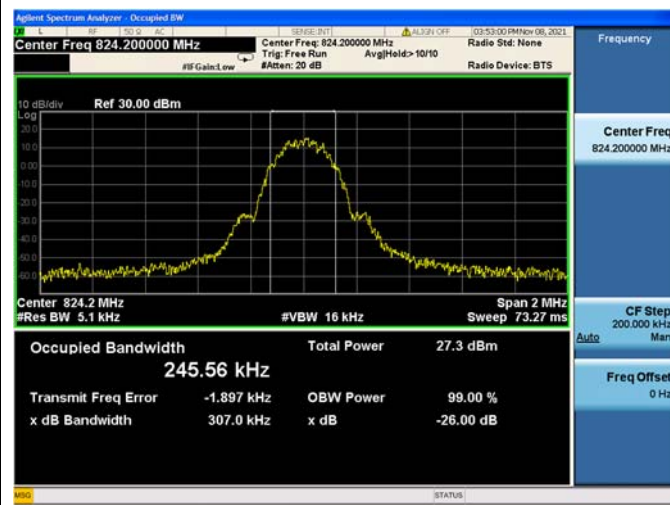 Agilent Spectrum Analyzer - Occupied BW
L RF 50 Ω AC SENSE:INT ALIGN OFF 03:53:00 PM Nov 08, 2021
Center Freq 824.200000 MHz
Center Freq: 824.200000 MHz
Radio Std: None
Trig: Free Run Avg|Hold:>10/10
#IFGain:Low #Atten: 20 dB Radio Device: BTS
10 dB/div Ref 30.00 dBm
Log
20.0
10.0
0.00
-10.0
-20.0
-30.0
-40.0
-50.0
-60.0
Center 824.2 MHz Span 2 MHz
#Res BW 5.1 kHz #VBW 16 kHz Sweep 73.27 ms
Occupied Bandwidth Total Power 27.3 dBm
245.56 kHz
Transmit Freq Error -1.897 kHz OBW Power 99.00 %
x dB Bandwidth 307.0 kHz x dB -26.00 dB
MSG STATUS
Frequency
Center Freq
824.200000 MHz
CF Step
200.000 kHz
Auto Man
Freq Offset
0 Hz